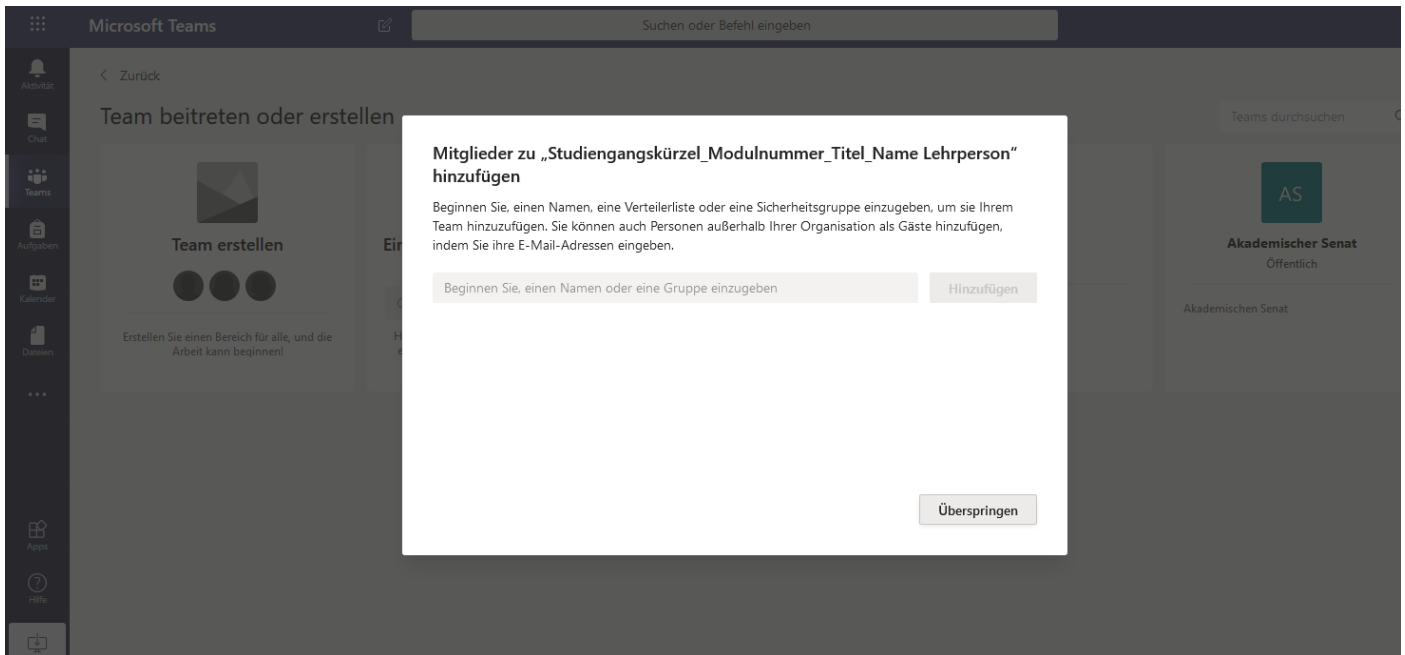 Microsoft Teams
Suchen oder Befehl eingeben
Aktivität
Chat
Teams
Aufgaben
Kalender
Dateien
Apps
Hilfe
Zurück
Team beitreten oder erstellen
Teams durchsuchen
Team erstellen
Erstellen Sie einen Bereich für alle, und die
Arbeit kann beginnen!
Mitglieder zu „Studiengangskürzel_Modulnummer_Titel_Name Lehrperson“
hinzufügen
Beginnen Sie, einen Namen, eine Verteilerliste oder eine Sicherheitsgruppe einzugeben, um sie Ihrem
Team hinzuzufügen. Sie können auch Personen außerhalb Ihrer Organisation als Gäste hinzufügen,
indem Sie ihre E-Mail-Adressen eingeben.
Beginnen Sie, einen Namen oder eine Gruppe einzugeben
Hinzufügen
Überspringen
AS
Akademischer Senat
Öffentlich
Akademischen Senat